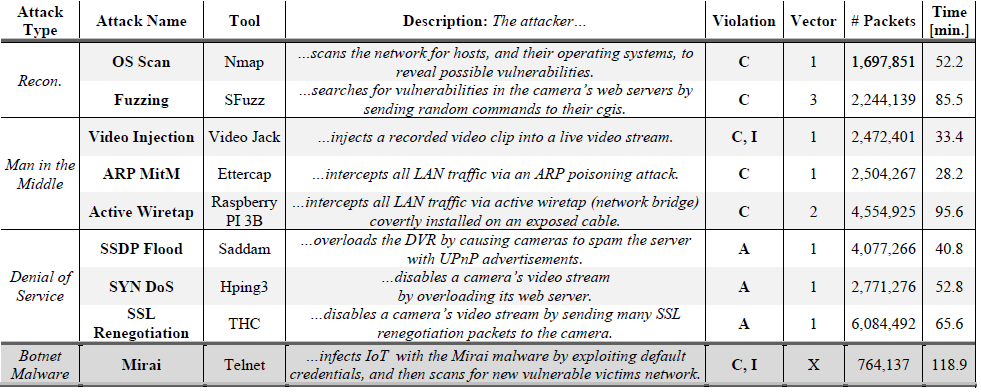 Attack Type Attack Name Tool Description: The attacker… Violation Vector # Packets Time [min.]
Recon.
OS Scan Nmap …scans the network for hosts, and their operating systems, to
reveal possible vulnerabilities. C 1 1,697,851 52.2
Fuzzing SFuzz …searches for vulnerabilities in the camera's web servers by
sending random commands to their cgis. C 3 2,244,139 85.5
Man in the
Middle
Video Injection Video Jack …injects a recorded video clip into a live video stream. C, I 1 2,472,401 33.4
ARP MitM Ettercap …intercepts all LAN traffic via an ARP poisoning attack. C 1 2,504,267 28.2
Active Wiretap Raspberry
PI 3B …intercepts all LAN traffic via active wiretap (network bridge)
covertly installed on an exposed cable. C 2 4,554,925 95.6
Denial of
Service
SSDP Flood Saddam …overloads the DVR by causing cameras to spam the server
with UPnP advertisements. A 1 4,077,266 40.8
SYN DoS Hping3 …disables a camera's video stream
by overloading its web server. A 1 2,771,276 52.8
SSL
Renegotiation THC …disables a camera's video stream by sending many SSL
renegotiation packets to the camera. A 1 6,084,492 65.6
Botnet
Malware
Mirai Telnet …infects IoT with the Mirai malware by exploiting default
credentials, and then scans for new vulnerable victims network. C, I X 764,137 118.9